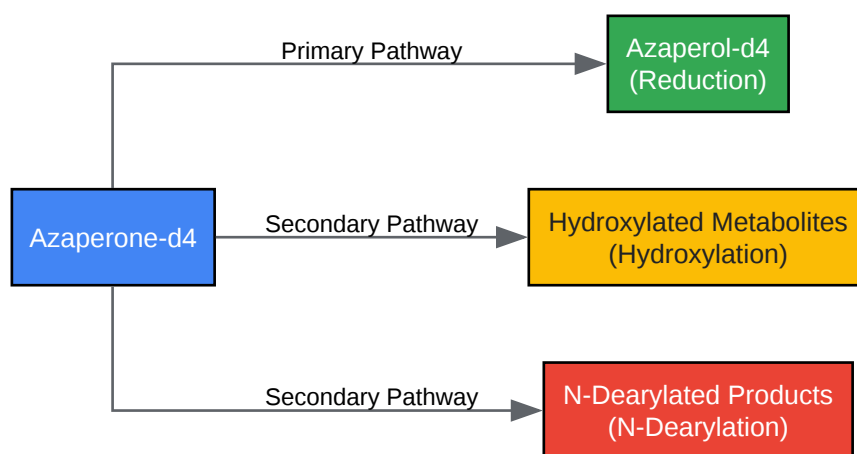 Primary Pathway
Azaperol-d4
(Reduction)
Azaperone-d4
Secondary Pathway
Hydroxylated Metabolites
(Hydroxylation)
Secondary Pathway
N-Dearylated Products
(N-Dearylation)